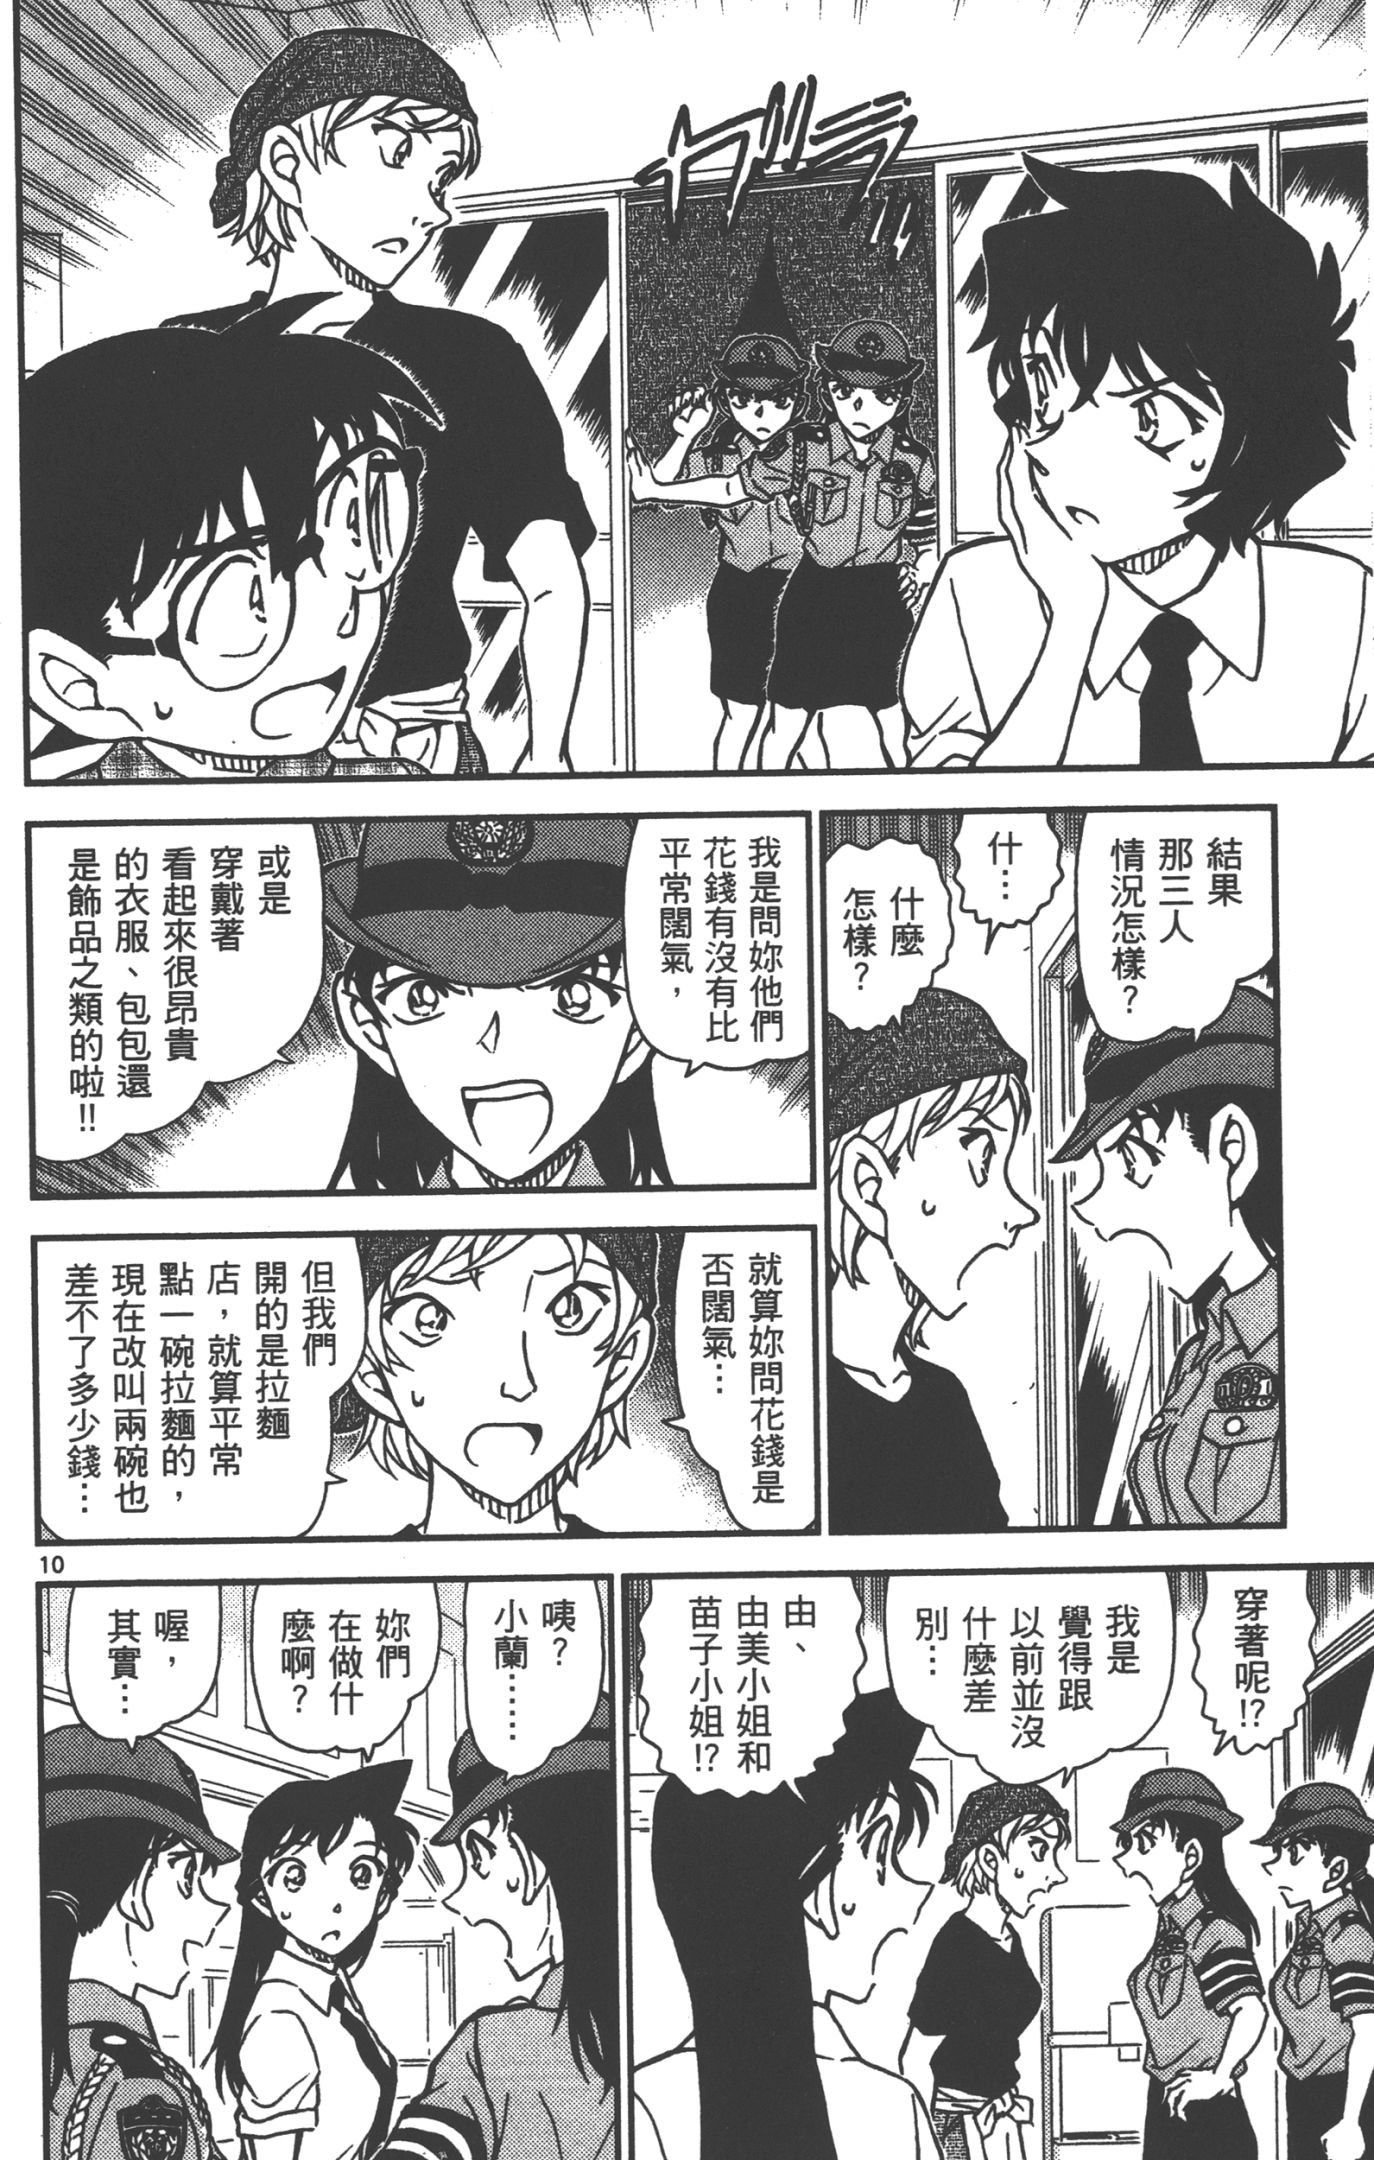 ガラッ
結果
那三人
情況怎樣？
什…
什麼
怎樣？
我是問妳他們
花錢有沒有比
平常闊氣，
或是
穿戴著
看起來很昂貴
的衣服、包包還
是飾品之類的啦!!
就算妳問花錢是
否闊氣…
但我們
開的是拉麵
店，就算平常
點一碗拉麵的，
現在改叫兩碗也
差不了多少錢…
穿著呢!?
我是
覺得跟
以前並沒
什麼差
別…
由、
由美小姐和
苗子小姐!?
咦？
小蘭……
妳們
在做什
麼啊？
喔，
其實…
10